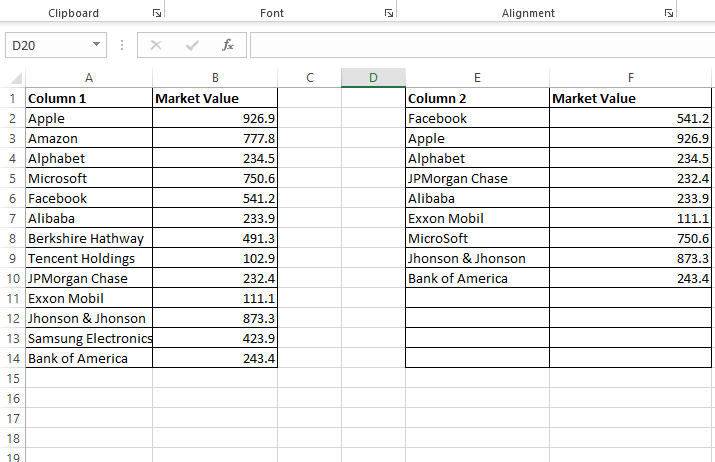 Clipboard Font Alignment
D20 fx
A B C D E F
1 Column 1 Market Value Column 2 Market Value
2 Apple 926.9 Facebook 541.2
3 Amazon 777.8 Apple 926.9
4 Alphabet 234.5 Alphabet 234.5
5 Microsoft 750.6 JPMorgan Chase 232.4
6 Facebook 541.2 Alibaba 233.9
7 Alibaba 233.9 Exxon Mobil 111.1
8 Berkshire Hathway 491.3 MicroSoft 750.6
9 Tencent Holdings 102.9 Jhonson & Jhonson 873.3
10 JPMorgan Chase 232.4 Bank of America 243.4
11 Exxon Mobil 111.1
12 Jhonson & Jhonson 873.3
13 Samsung Electronics 423.9
14 Bank of America 243.4
15
16
17
18
19